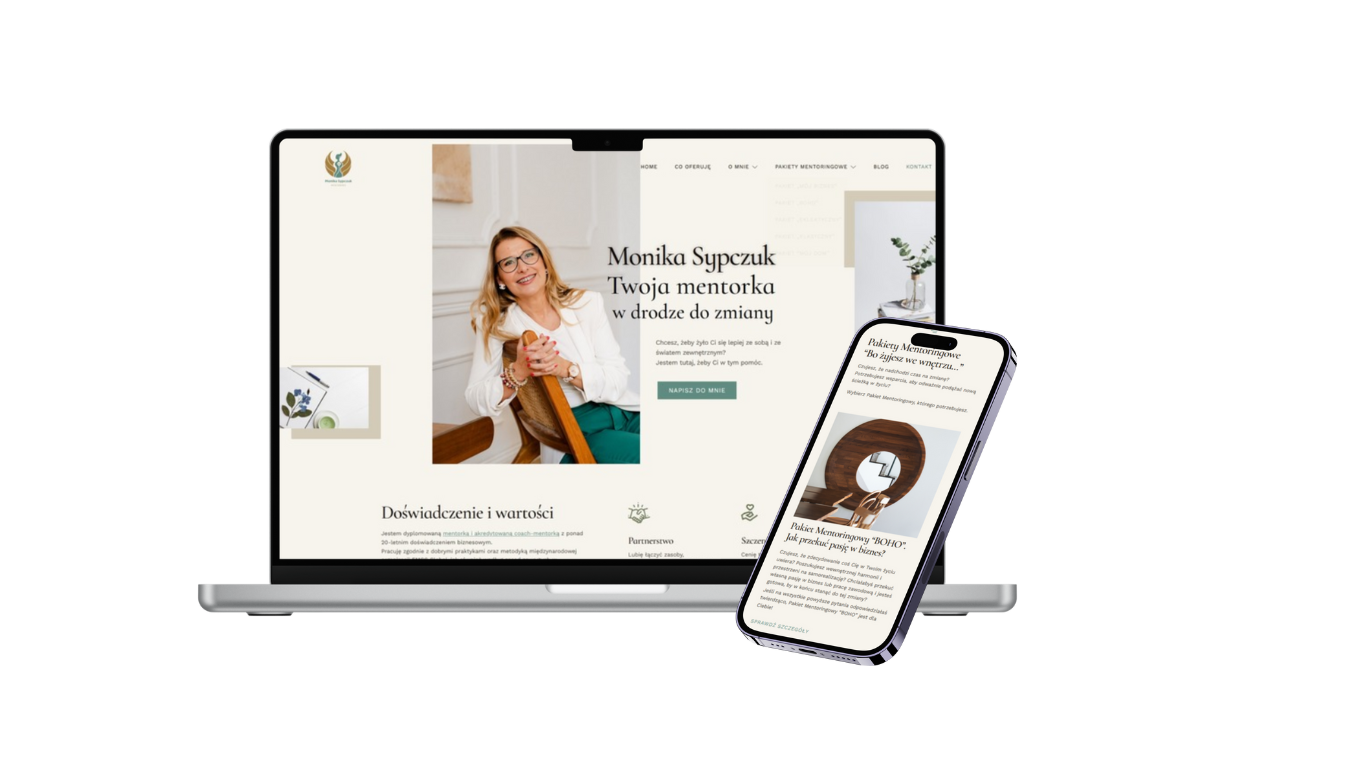 Monika Sypczuk
HOME
CO OFERUJĘ
O MNIE
PAKIETY MENTORINGOWE
BLOG
KONTAKT
Monika Sypczuk
Twoja mentorka
w drodze do zmiany
Chcesz, żeby żyło Ci się lepiej ze sobą i ze
światem zewnętrznym?
Jestem tutaj, żeby Ci w tym pomóc.
NAPISZ DO MNIE
Doświadczenie i wartości
Jestem dyplomowaną mentorką i akredytowaną coach-mentorką z ponad
20-letnim doświadczeniem biznesowym.
Pracuję zgodnie z dobrymi praktykami oraz metodyką międzynarodowej
Partnerstwo
Lubię łączyć zasoby,
Szczer
Cenię
Pakiety Mentoringowe
“Bo żyjesz we wnętrzu...”
Czujesz, że nadchodzi czas na zmianę?
Potrzebujesz wsparcia, aby odważnie podążać nową
ścieżką w życiu?
Wybierz Pakiet Mentoringowy, którego potrzebujesz.
Pakiet Mentoringowy “BOHO”.
Jak przekuć pasję w biznes?
Czujesz, że zdecydowanie coś Cię w Twoim życiu
uwiera? Poszukujesz wewnętrznej harmonii i
przestrzeni na samorealizację? Chciałabyś przekuć
własną pasję w biznes lub pracę zawodową i jesteś
gotowa, by w końcu stanąć do tej zmiany?
Jeśli na wszystkie powyższe pytania odpowiedziałaś
twierdząco, Pakiet Mentoringowy “BOHO” jest dla
Ciebie!
SPRAWDŹ SZCZEGÓŁY